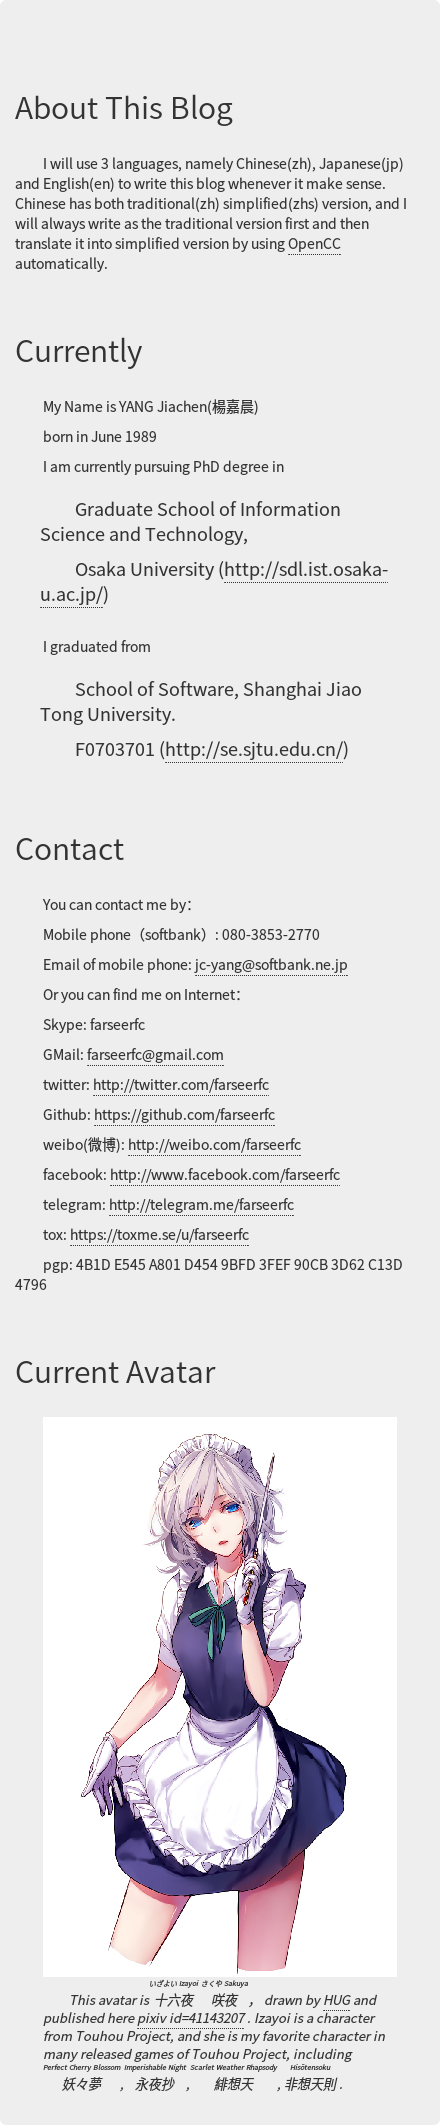 About This Blog
I will use 3 languages, namely Chinese(zh), Japanese(jp)
and English(en) to write this blog whenever it make sense.
Chinese has both traditional(zh) simplified(zhs) version, and I
will always write as the traditional version first and then
translate it into simplified version by using OpenCC
automatically.
Currently
My Name is YANG Jiachen(楊嘉晨)
born in June 1989
I am currently pursuing PhD degree in
Graduate School of Information
Science and Technology,
Osaka University (http://sdl.ist.osaka-
u.ac.jp/)
I graduated from
School of Software, Shanghai Jiao
Tong University.
F0703701 (http://se.sjtu.edu.cn/)
Contact
You can contact me by：
Mobile phone（softbank）: 080-3853-2770
Email of mobile phone: jc-yang@softbank.ne.jp
Or you can find me on Internet：
Skype: farseerfc
GMail: farseerfc@gmail.com
twitter: http://twitter.com/farseerfc
Github: https://github.com/farseerfc
weibo(微博): http://weibo.com/farseerfc
facebook: http://www.facebook.com/farseerfc
telegram: http://telegram.me/farseerfc
tox: https://toxme.se/u/farseerfc
pgp: 4B1D E545 A801 D454 9BFD 3FEF 90CB 3D62 C13D
4796
Current Avatar
いざよい Izayoi さくや Sakuya
This avatar is 十六夜 咲夜 ， drawn by HUG and
published here pixiv id=41143207 . Izayoi is a character
from Touhou Project, and she is my favorite character in
many released games of Touhou Project, including
Perfect Cherry Blossom Imperishable Night Scarlet Weather Rhapsody Hisōtensoku
妖々夢 ， 永夜抄 ， 緋想天 , 非想天則 .